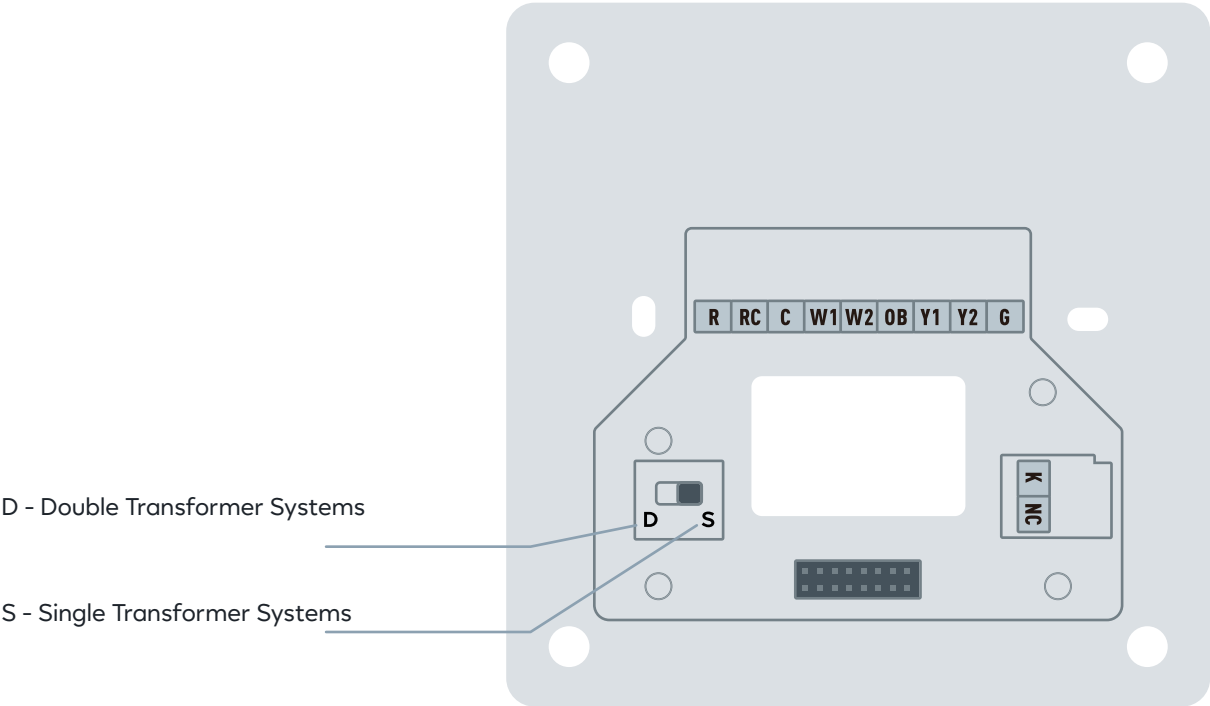 R RC C W1 W2 OB Y1 Y2 G
D - Double Transformer Systems
K
NC
D S
S - Single Transformer Systems